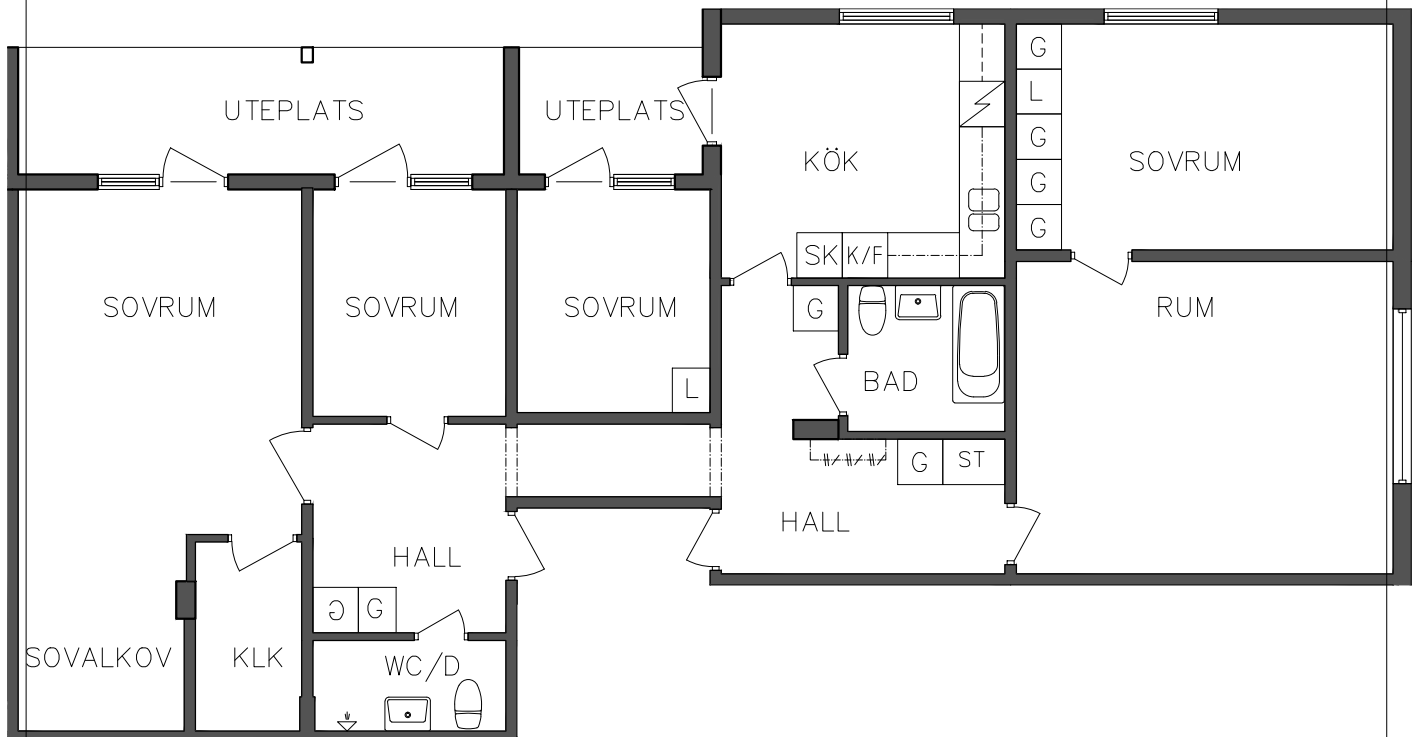 G
UTEPLATS
UTEPLATS
L
KÖK
SOVRUM
G
G
G
SK
K/F
SOVRUM
SOVRUM
SOVRUM
G
RUM
L
BAD
G
ST
HALL
HALL
G
G
SOVALKOV
KLK
WC/D